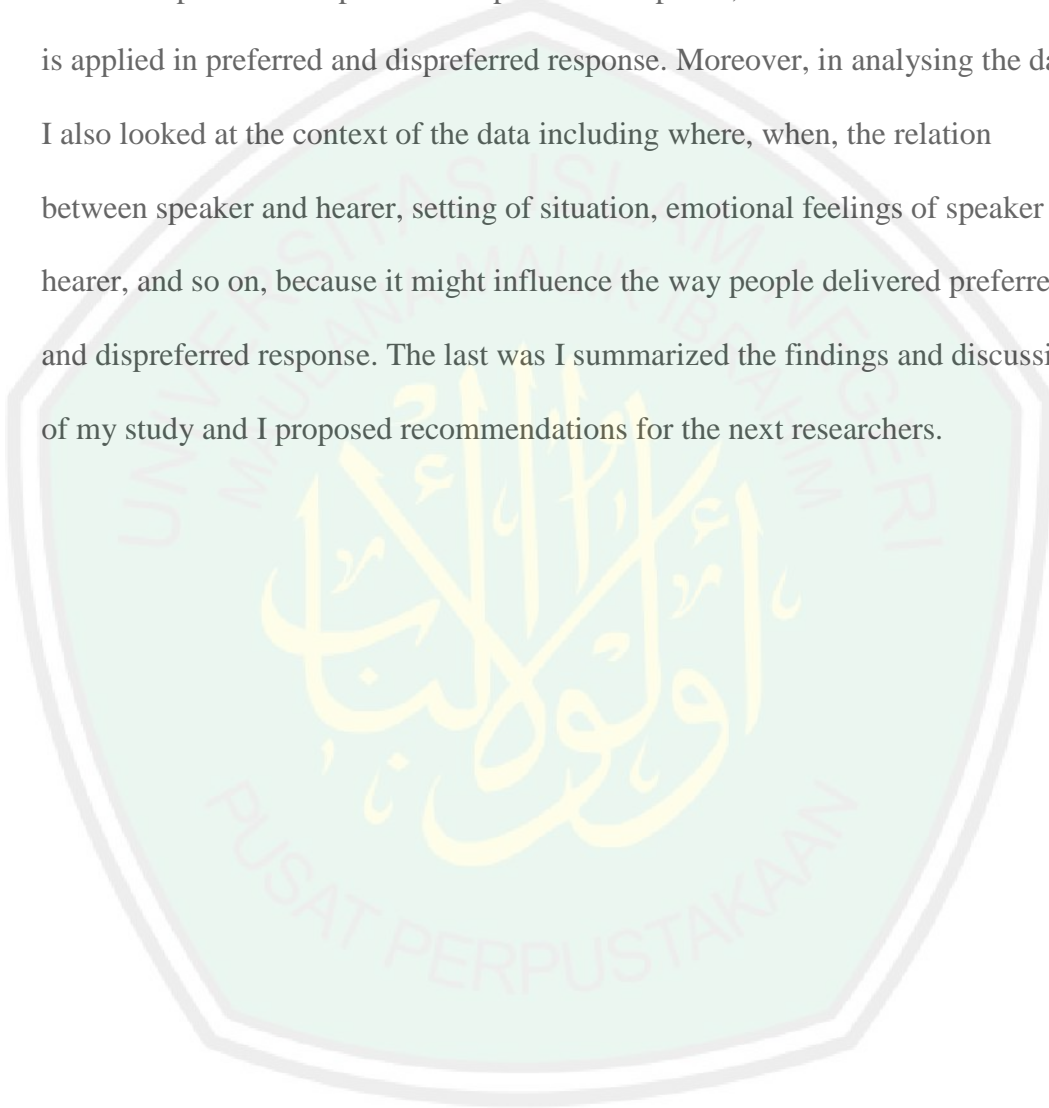 is applied in preferred and dispreferred response. Moreover, in analysing the
I also looked at the context of the data including where, when, the relation
between speaker and hearer, setting of situation, emotional feelings of speaker
hearer, and so on, because it might influence the way people delivered
and dispreferred response. The last was I summarized the findings and
of my study and I proposed recommendations for the next researchers.
UNIVERSITAS ISLAM NEGERI
MAULANA MALIK IBRAHIM
أولوا الألباب
PUSAT PERPUSTAKAAN